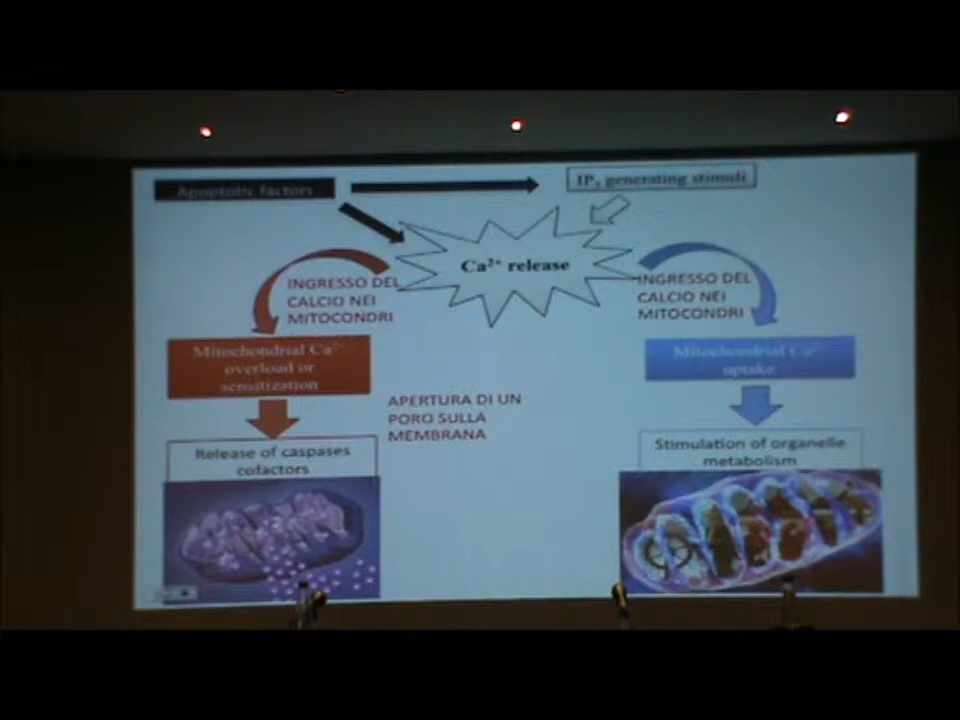 Apoptotic factors
IP3 generating stimuli
Ca2+ release
INGRESSO DEL
CALCIO NEI
MITOCONDRI
INGRESSO DEL
CALCIO NEI
MITOCONDRI
Mitochondrial Ca2+
overload or
sensitization
Mitochondrial Ca2+
uptake
APERTURA DI UN
PORO SULLA
MEMBRANA
Release of caspases
cofactors
Stimulation of organelle
metabolism